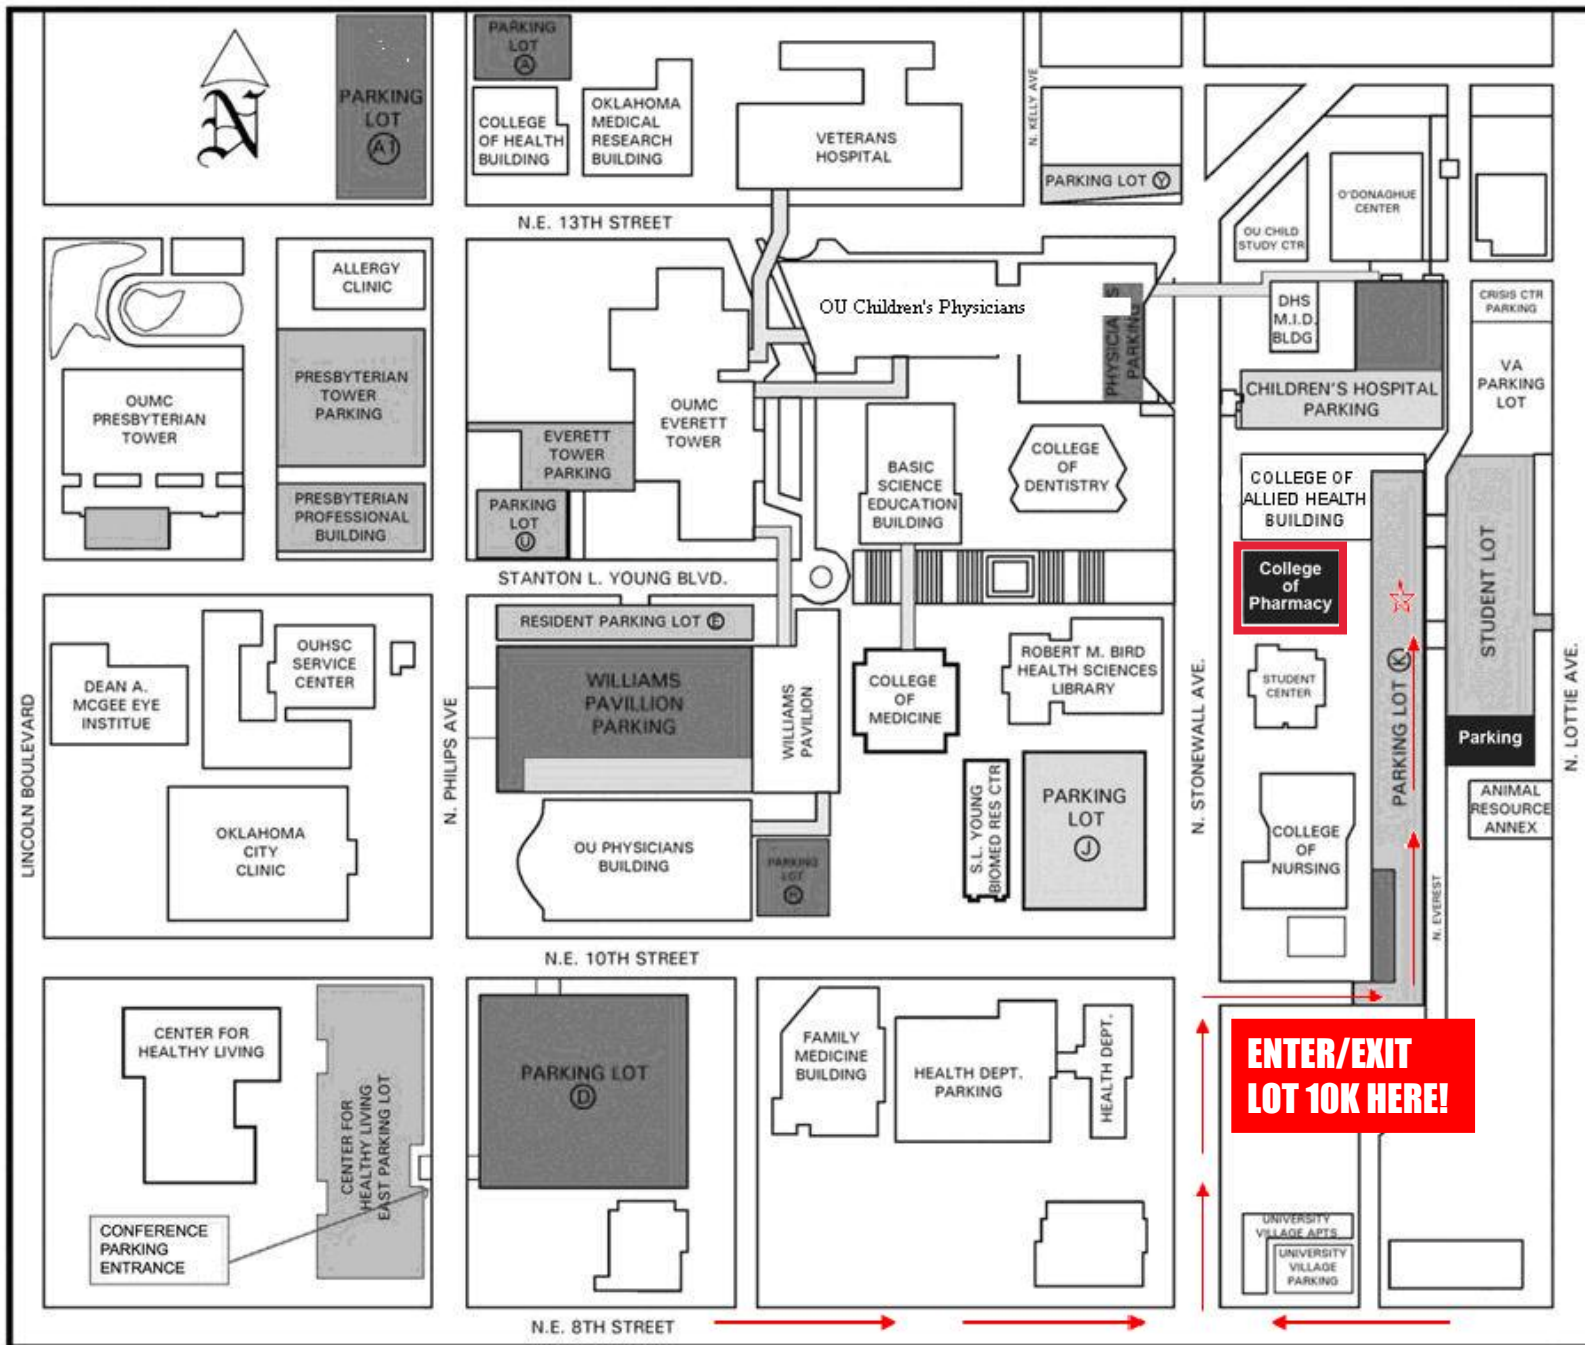 N
PARKING
LOT
A1
PARKING
LOT
A
COLLEGE
OF HEALTH
BUILDING
OKLAHOMA
MEDICAL
RESEARCH
BUILDING
VETERANS
HOSPITAL
N. KELLY AVE
PARKING LOT Y
O'DONAGHUE
CENTER
OU CHILD
STUDY CTR
N.E. 13TH STREET
ALLERGY
CLINIC
OU Children's Physicians
PHYSICIA S
PARKING
DHS
M.I.D.
BLDG.
CRISIS CTR
PARKING
VA
PARKING
LOT
CHILDREN'S HOSPITAL
PARKING
OUMC
PRESBYTERIAN
TOWER
PRESBYTERIAN
TOWER
PARKING
PRESBYTERIAN
PROFESSIONAL
BUILDING
OUMC
EVERETT
TOWER
EVERETT
TOWER
PARKING
PARKING
LOT
U
BASIC
SCIENCE
EDUCATION
BUILDING
COLLEGE
OF
DENTISTRY
COLLEGE OF
ALLIED HEALTH
BUILDING
College
of
Pharmacy
STUDENT LOT
STANTON L. YOUNG BLVD.
RESIDENT PARKING LOT E
DEAN A.
MCGEE EYE
INSTITUE
OUHSC
SERVICE
CENTER
WILLIAMS
PAVILLION
PARKING
WILLIAMS
PAVILION
COLLEGE
OF
MEDICINE
ROBERT M. BIRD
HEALTH SCIENCES
LIBRARY
STUDENT
CENTER
PARKING LOT K
Parking
LINCOLN BOULEVARD
N. PHILIPS AVE
N. STONEWALL AVE.
N. LOTTIE AVE.
OKLAHOMA
CITY
CLINIC
OU PHYSICIANS
BUILDING
PARKING
LOT
S.L. YOUNG
BIOMED RES CTR
PARKING
LOT
J
COLLEGE
OF
NURSING
ANIMAL
RESOURCE
ANNEX
N. EVEREST
N.E. 10TH STREET
CENTER FOR
HEALTHY LIVING
CENTER FOR
HEALTHY LIVING
EAST PARKING LOT
PARKING LOT
D
FAMILY
MEDICINE
BUILDING
HEALTH DEPT.
PARKING
HEALTH DEPT.
ENTER/EXIT
LOT 10K HERE!
CONFERENCE
PARKING
ENTRANCE
UNIVERSITY
VILLAGE APTS.
UNIVERSITY
VILLAGE
PARKING
N.E. 8TH STREET